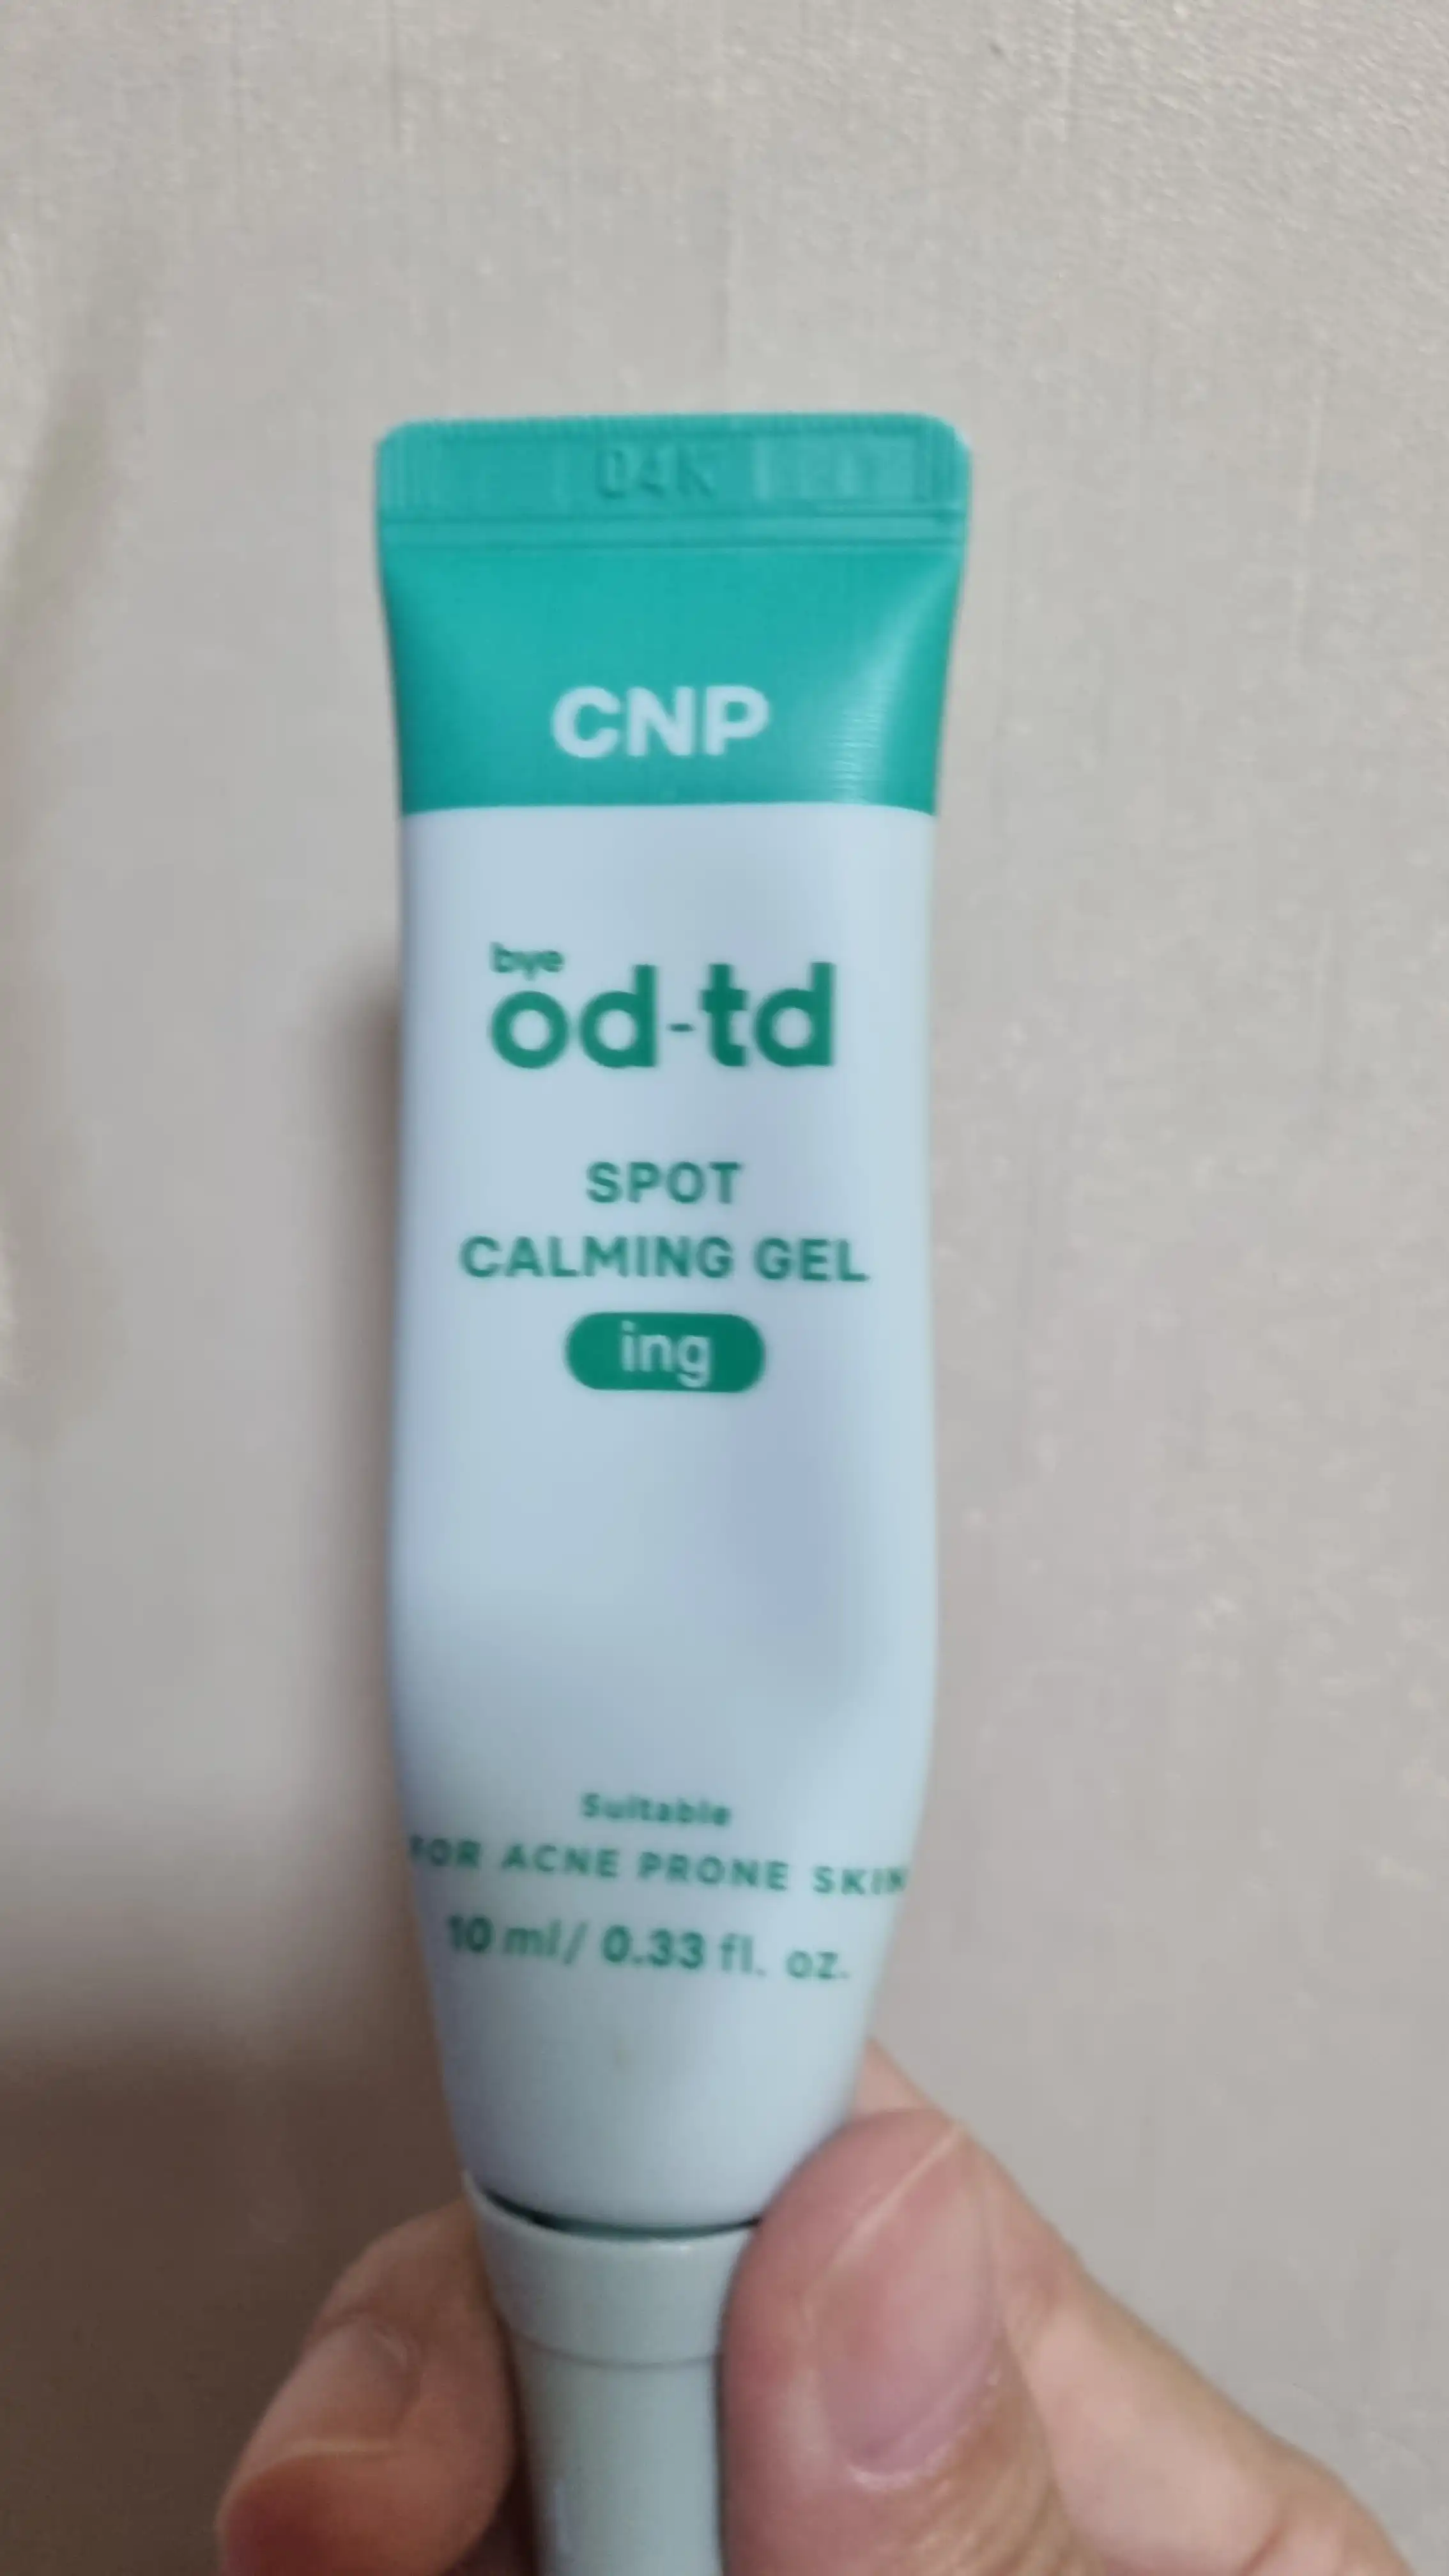 04K
CNP
bye
od-td
SPOT
CALMING GEL
ing
Suitable
FOR ACNE PRONE SKIN
10 ml/ 0.33 fl. oz.